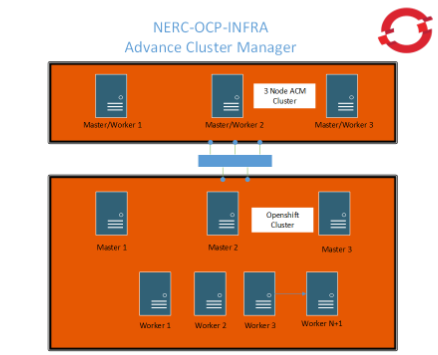 NERC-OCP-INFRA
Advance Cluster Manager
3 Node ACM
Cluster
Master/Worker 1
Master/Worker 2
Master/Worker 3
Openshift
Cluster
Master 1
Master 2
Master 3
Worker 1
Worker 2
Worker 3
Worker N+1